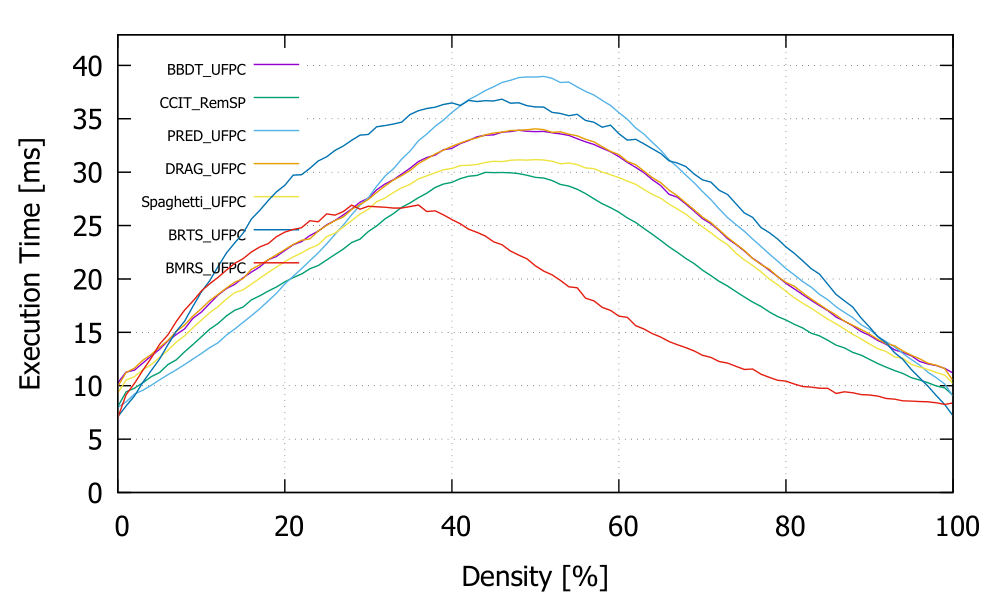 Execution Time [ms]
40
35
30
25
20
15
10
5
0
BBDT_UFPC
CCIT_RemSP
PRED_UFPC
DRAG_UFPC
Spaghetti_UFPC
BRTS_UFPC
BMRS_UFPC
0 20 40 60 80 100
Density [%]